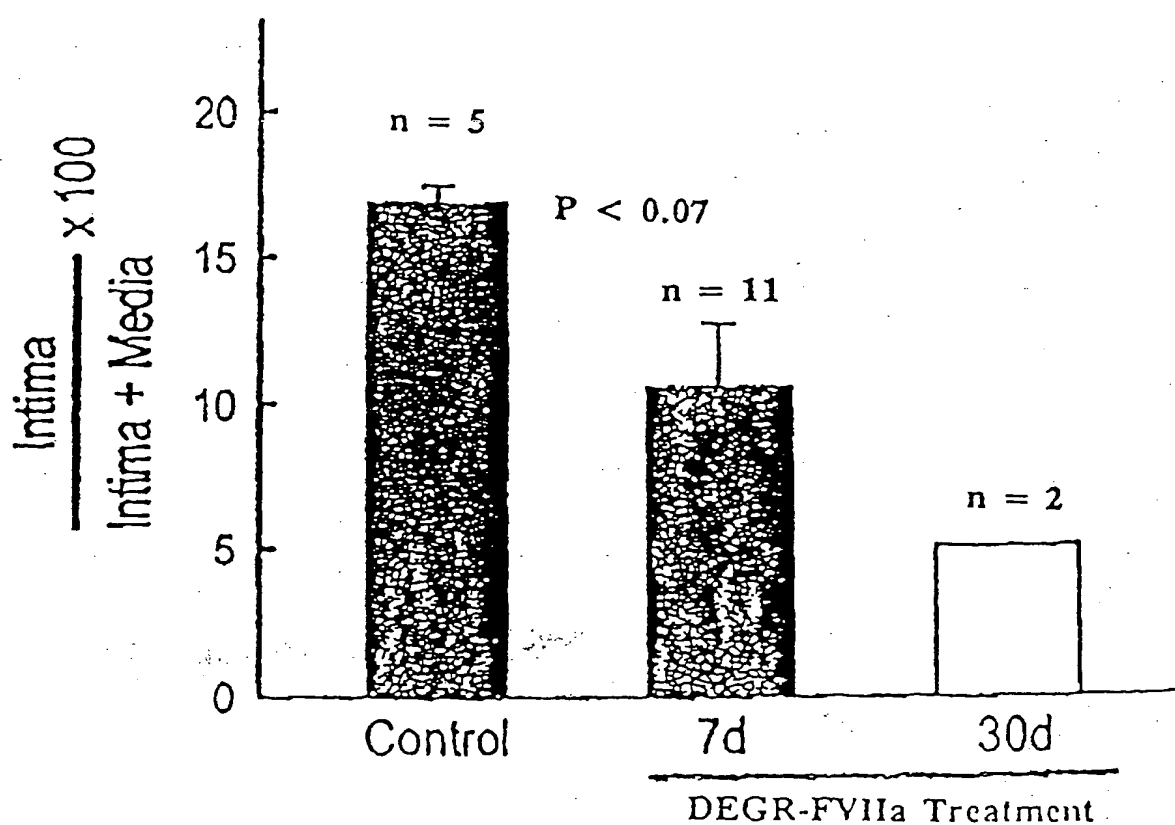 Intima
Intima + Media
x 100
20
15
10
5
0
n = 5
P < 0.07
n = 11
n = 2
Control
7d
30d
DEGR-FVIIa Treatment